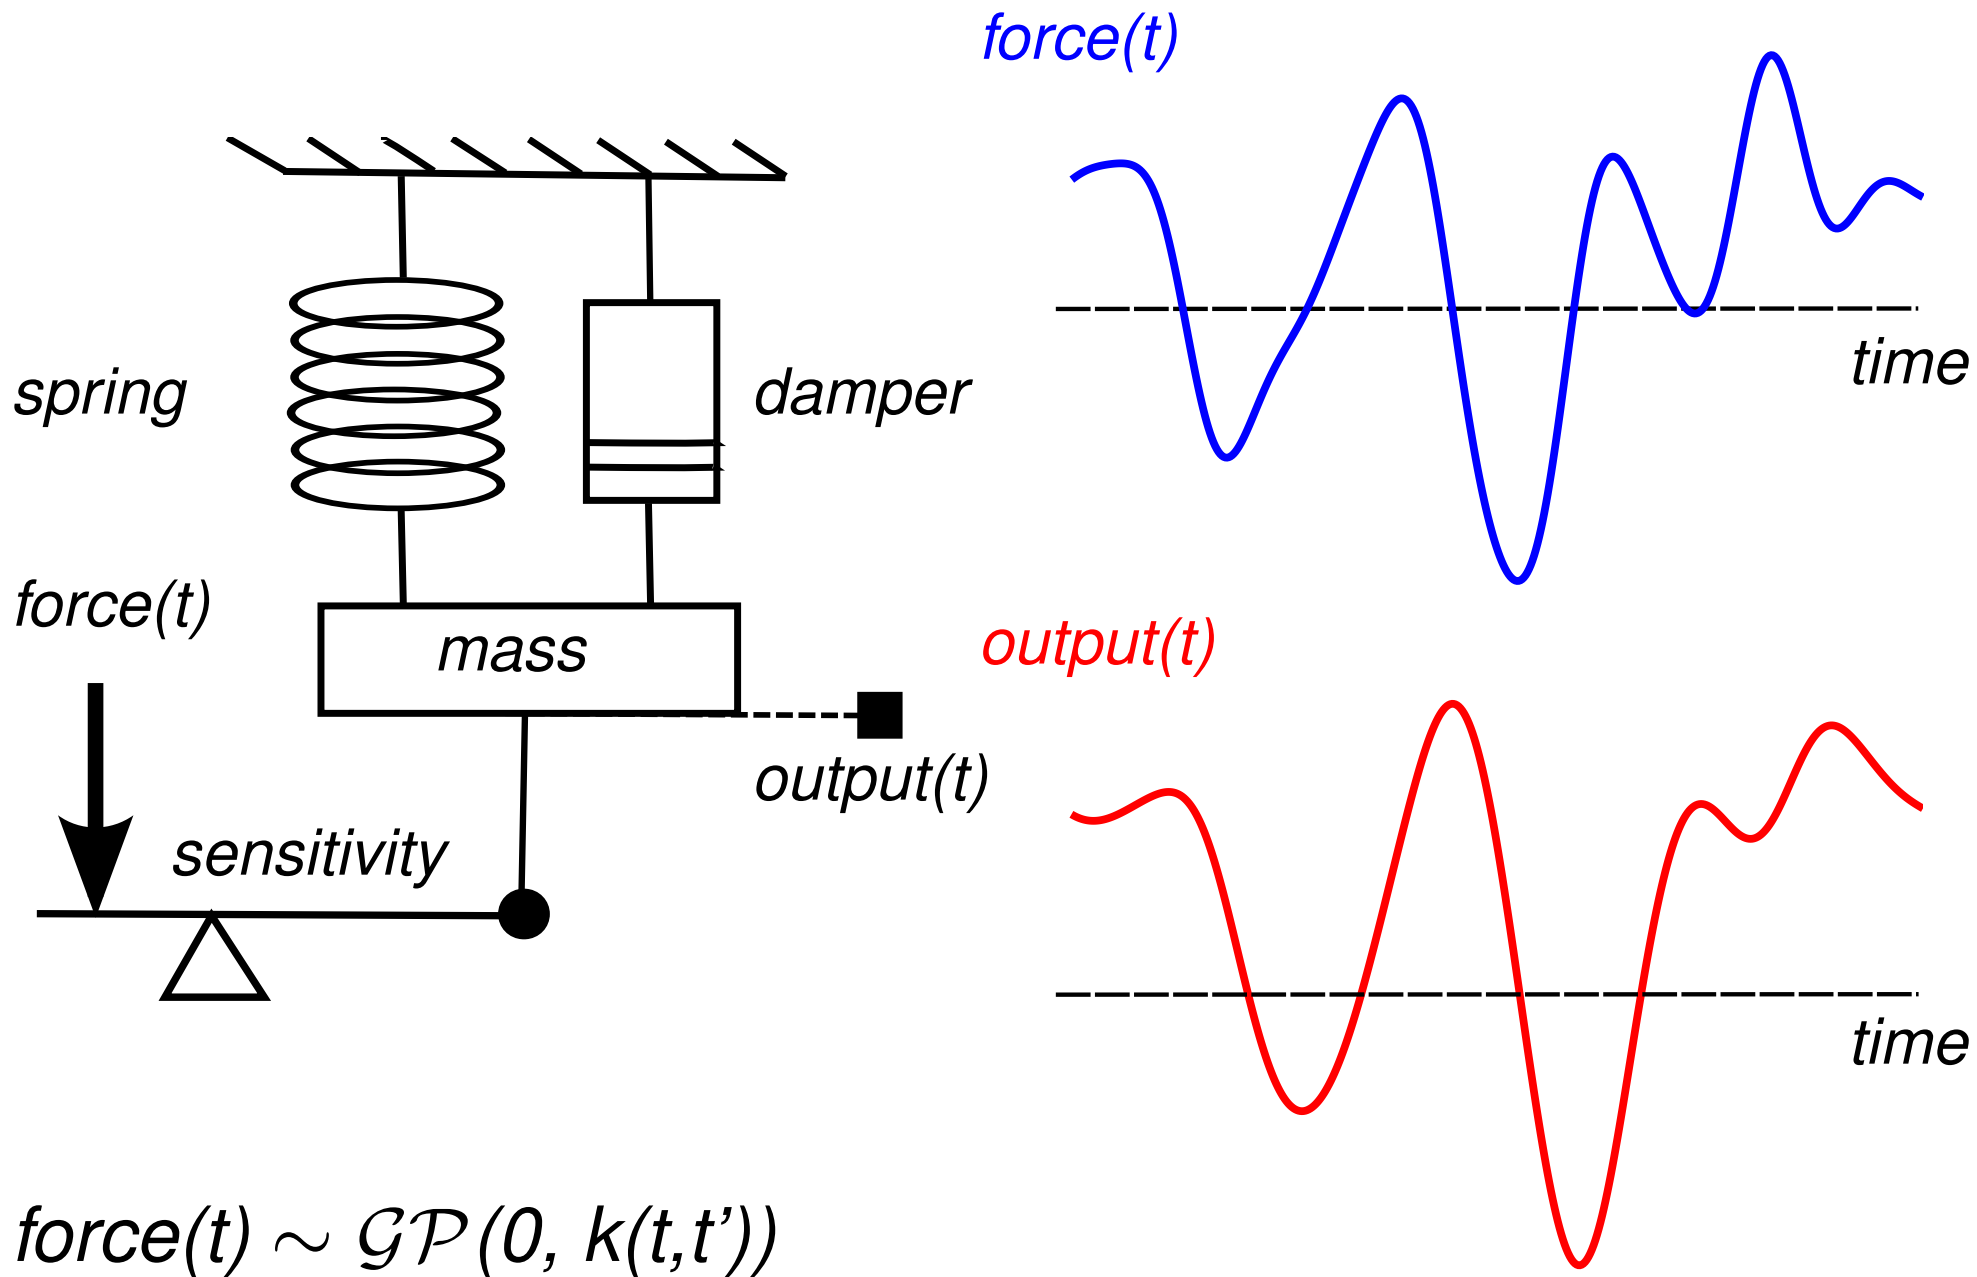 force(t)
spring
damper
time
force(t)
mass
output(t)
output(t)
sensitivity
time
force(t) ∼ 𝒢𝒫(0, k(t,t’))